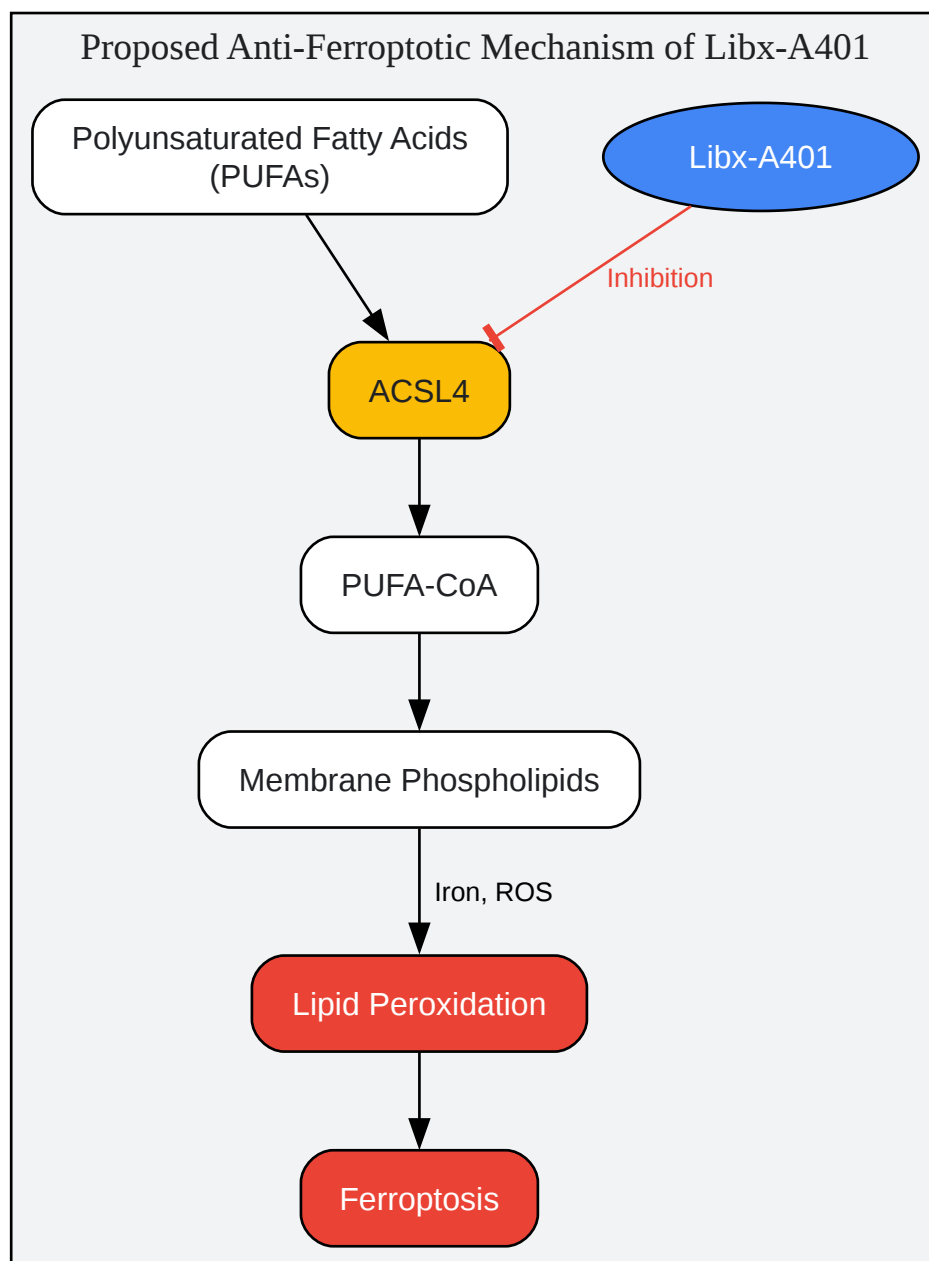 Proposed Anti-Ferroptotic Mechanism of Libx-A401
Polyunsaturated Fatty Acids
(PUFAs)
Libx-A401
Inhibition
ACSL4
PUFA-CoA
Membrane Phospholipids
Iron, ROS
Lipid Peroxidation
Ferroptosis